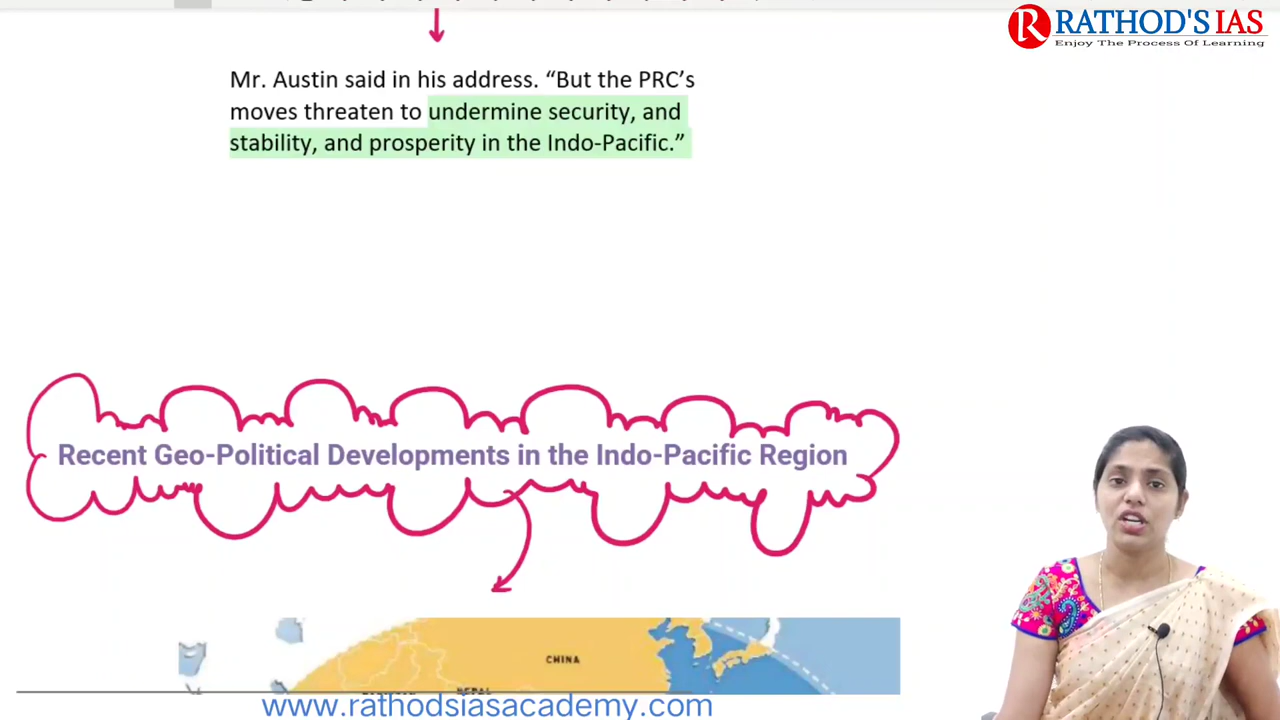 RATHOD'S IAS
Enjoy The Process Of Learning
Mr. Austin said in his address. “But the PRC’s
moves threaten to undermine security, and
stability, and prosperity in the Indo-Pacific.”
Recent Geo-Political Developments in the Indo-Pacific Region
CHINA
NEPAL
www.rathodsiasacademy.com